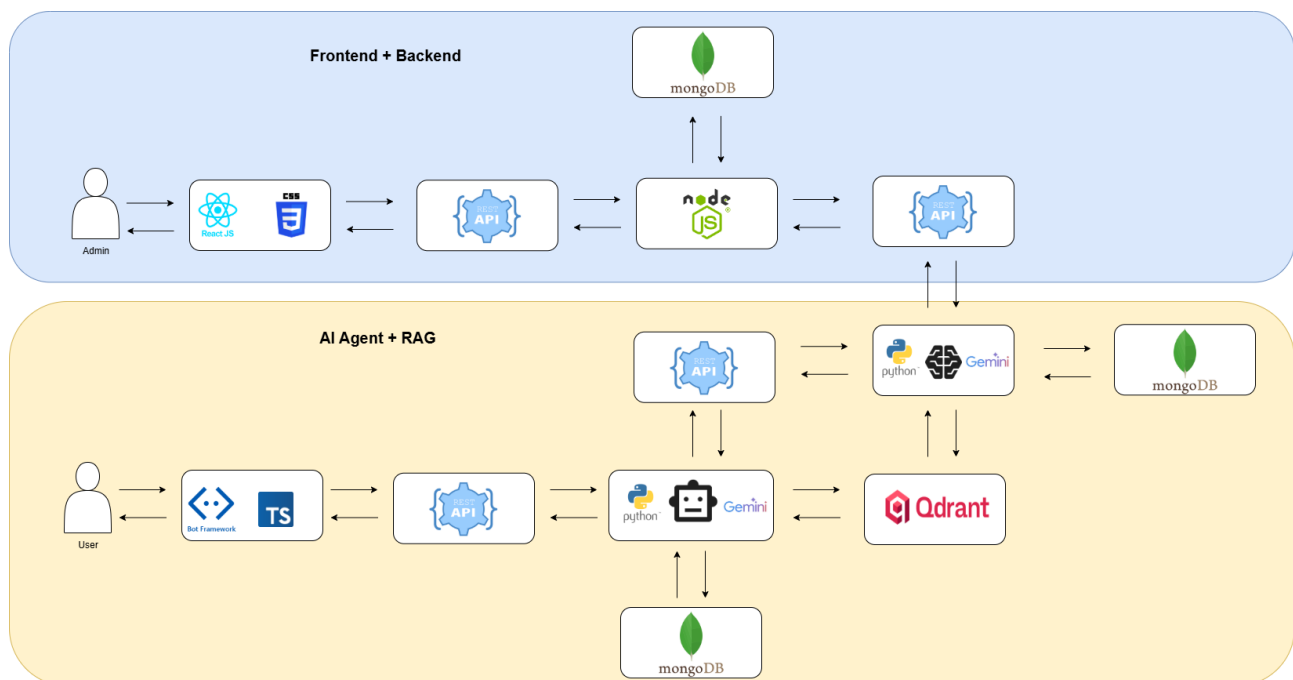 Frontend + Backend
mongoDB
Admin
React JS
CSS
REST
API
node
JS
REST
API
AI Agent + RAG
REST
API
python
Gemini
mongoDB
User
Bot Framework
TS
REST
API
python
Gemini
Qdrant
mongoDB